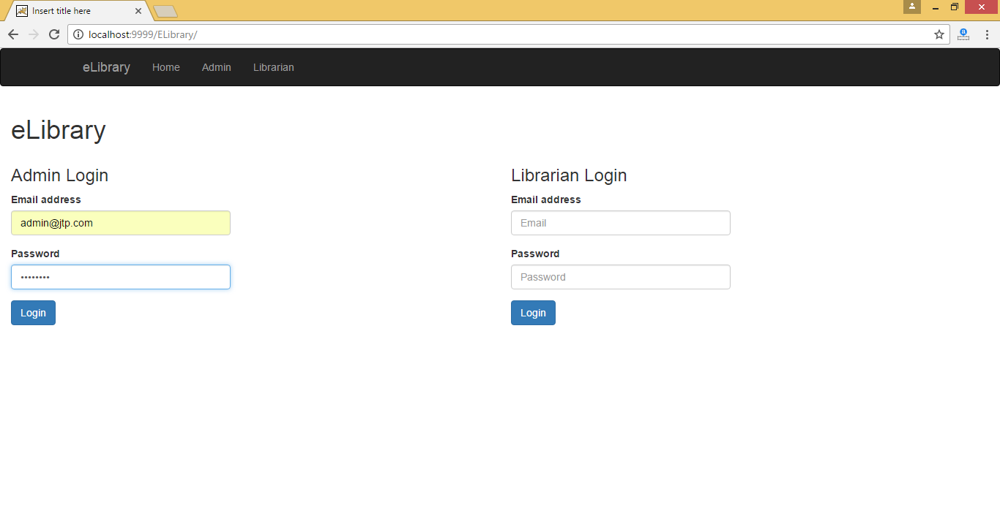 Insert title here
localhost:9999/ELibrary/
eLibrary Home Admin Librarian
eLibrary
Admin Login
Email address
admin@jtp.com
Password
••••••••
Login
Librarian Login
Email address
Email
Password
Password
Login